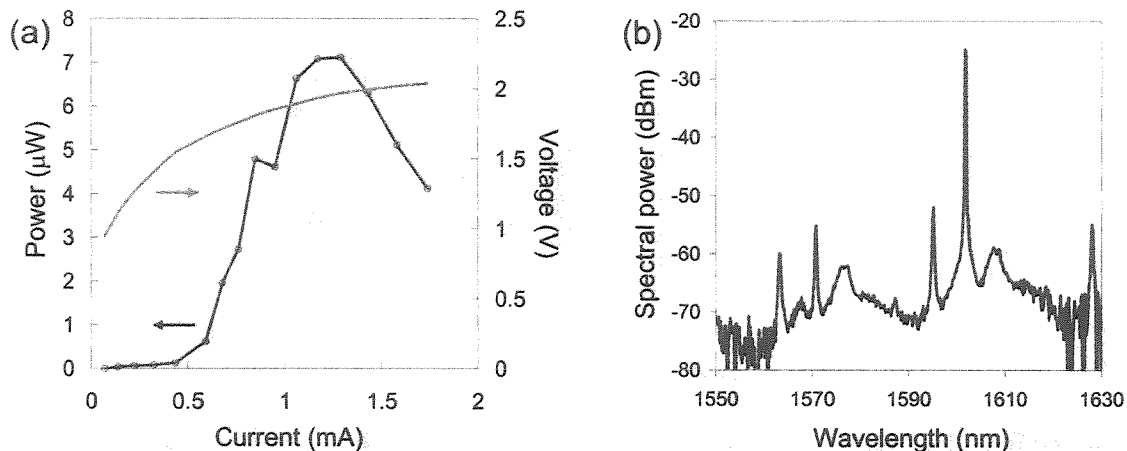 (a)
8
7
6
5
4
3
2
1
0
Power (µW)
2.5
2
1.5
1
0.5
0
Voltage (V)
0 0.5 1 1.5 2
Current (mA)
(b)
-20
-30
-40
-50
-60
-70
-80
Spectral power (dBm)
1550 1570 1590 1610 1630
Wavelength (nm)